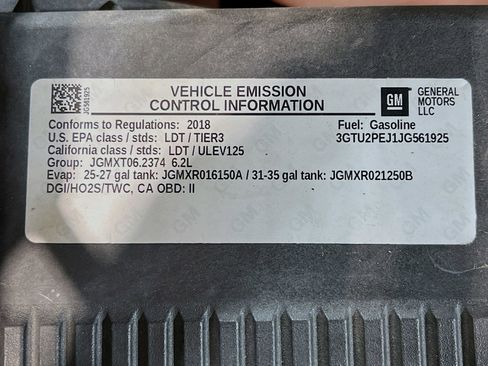 VEHICLE EMISSION
CONTROL INFORMATION
JG561925
GM
GENERAL
MOTORS
LLC
Conforms to Regulations: 2018
Fuel: Gasoline
U.S. EPA class / stds: LDT / TIER3
3GTU2PEJ1JG561925
California class / stds: LDT / ULEV125
Group: JGMXT06.2374 6.2L
Evap: 25-27 gal tank: JGMXR016150A / 31-35 gal tank: JGMXR021250B
DGI/HO2S/TWC, CA OBD: II